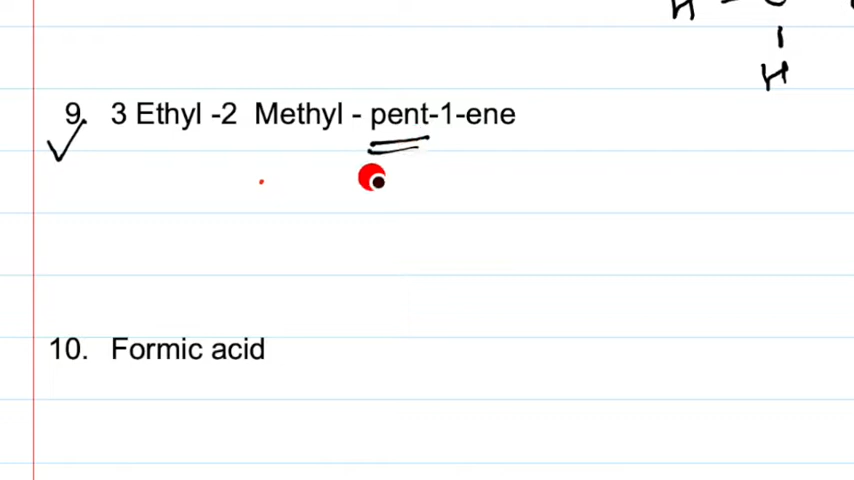 H - C
H
9. 3 Ethyl -2 Methyl - pent-1-ene
10. Formic acid